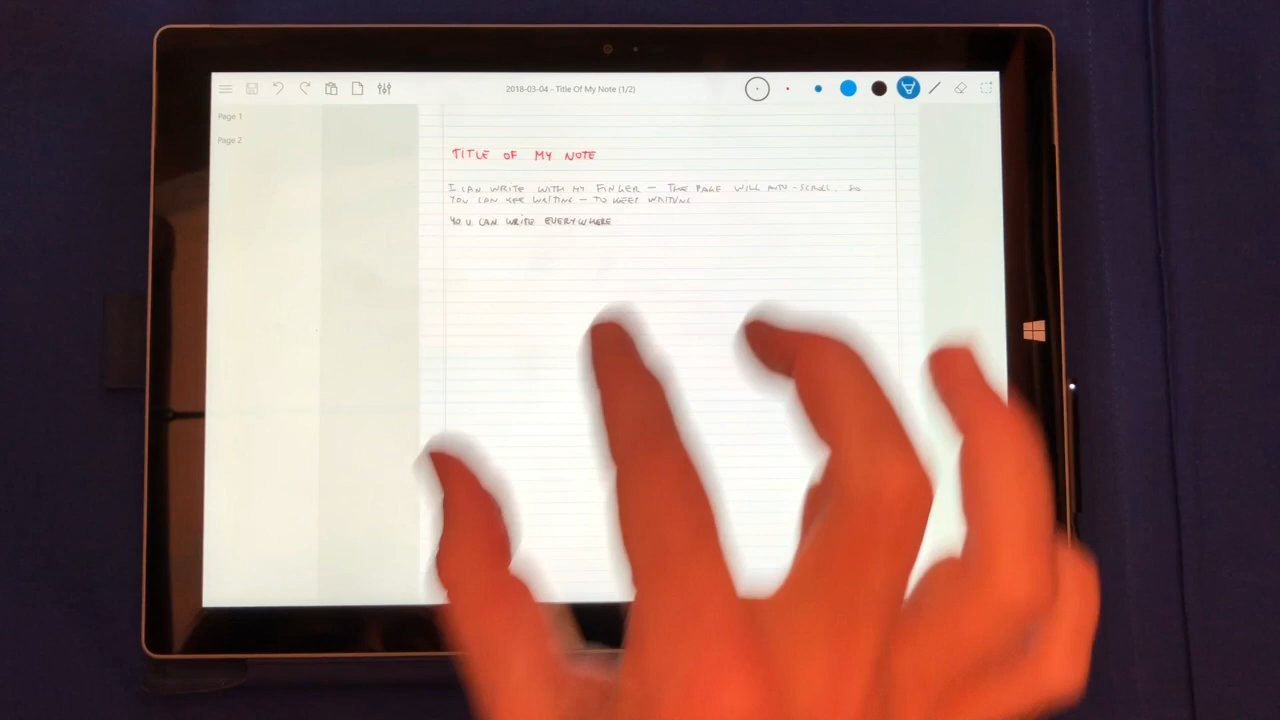 2018-03-04 - Title Of My Note (1/2)
Page 1
Page 2
TITLE OF MY NOTE
I CAN WRITE WITH MY FINGER - THE PAGE WILL AUTO-SCROLL. SO
YOU CAN KEEP WRITING - TO KEEP WRITING
YOU CAN WRITE EVERYWHERE